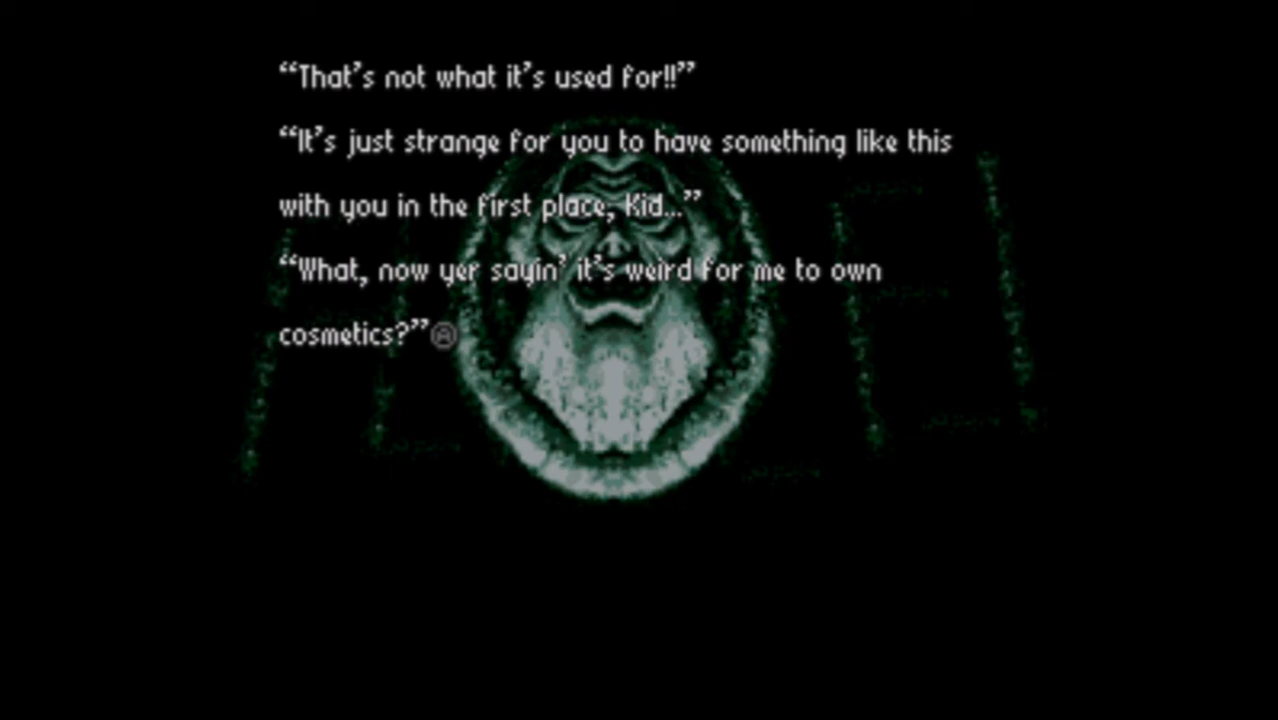 “That’s not what it’s used for!!”
“It’s just strange for you to have something like this
with you in the first place, Kid...”
“What, now yer sayin’ it’s weird for me to own
cosmetics?”